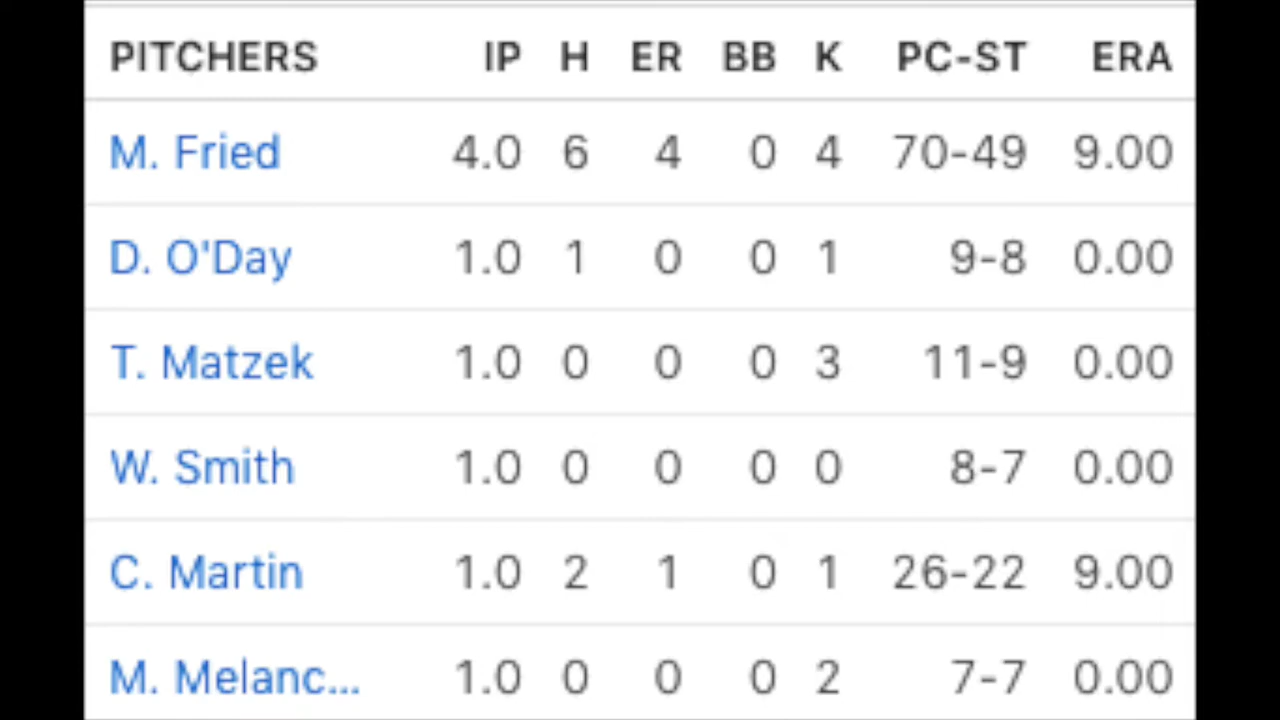 PITCHERS IP H ER BB K PC-ST ERA
M. Fried 4.0 6 4 0 4 70-49 9.00
D. O'Day 1.0 1 0 0 1 9-8 0.00
T. Matzek 1.0 0 0 0 3 11-9 0.00
W. Smith 1.0 0 0 0 0 8-7 0.00
C. Martin 1.0 2 1 0 1 26-22 9.00
M. Melanc... 1.0 0 0 0 2 7-7 0.00